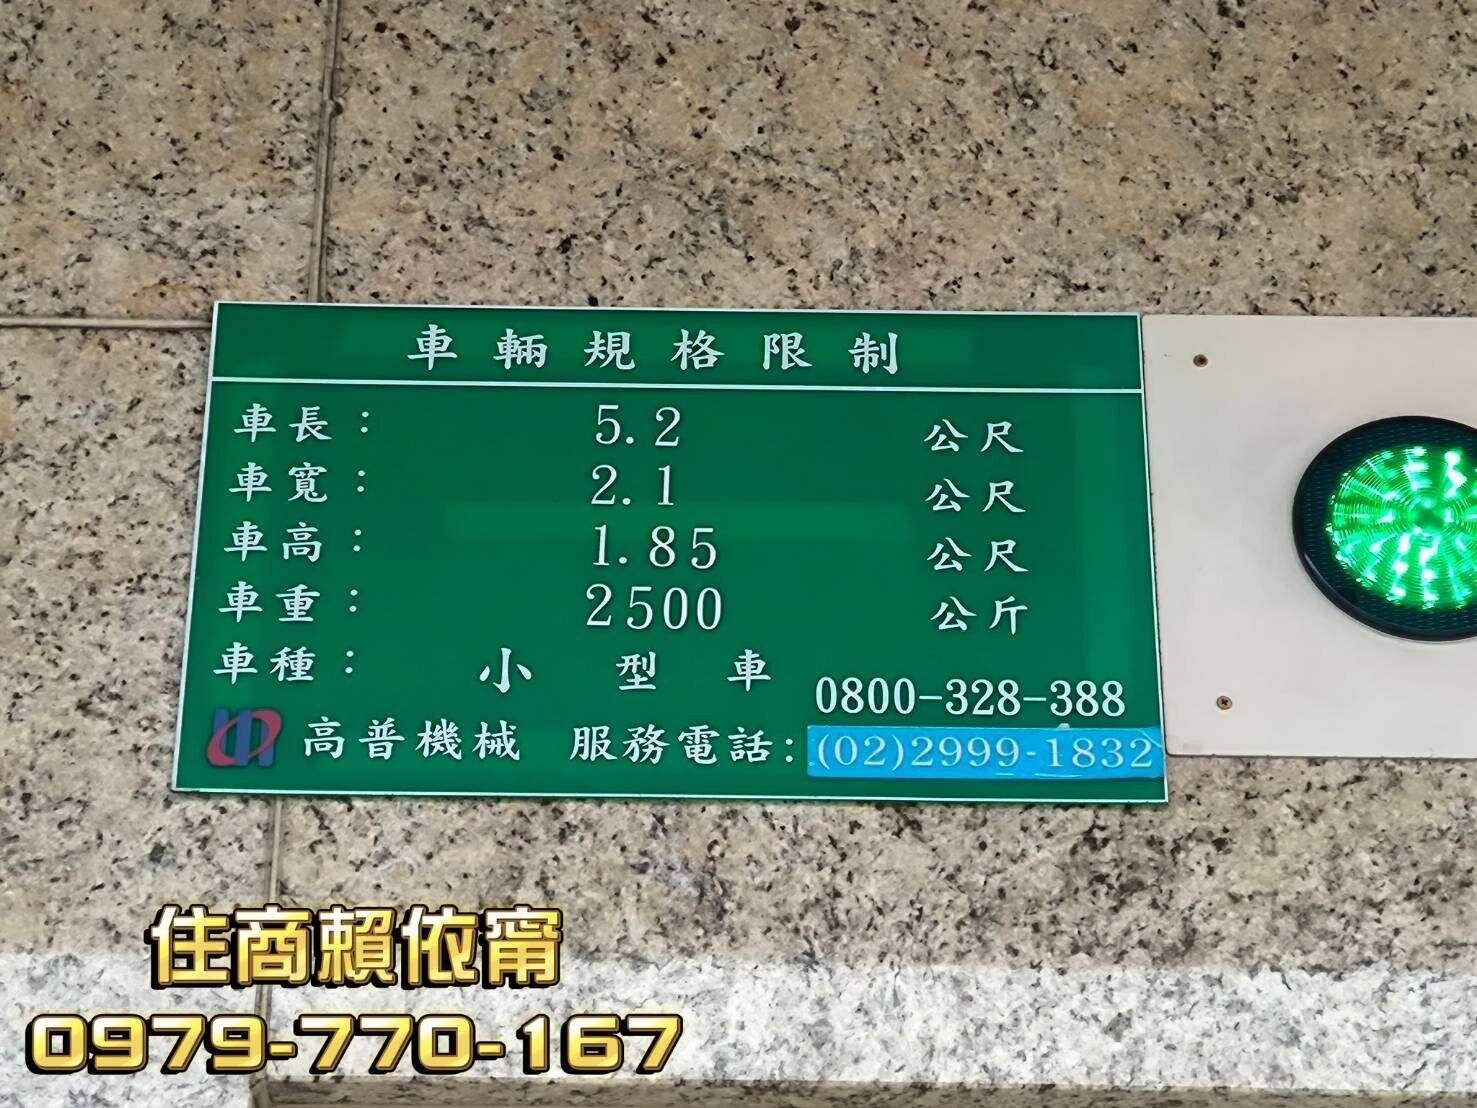 車輛規格限制
車長： 5.2 公尺
車寬： 2.1 公尺
車高： 1.85 公尺
車重： 2500 公斤
車種： 小型車
0800-328-388
高普機械 服務電話：(02)2999-1832
住商賴依甯
0979-770-167